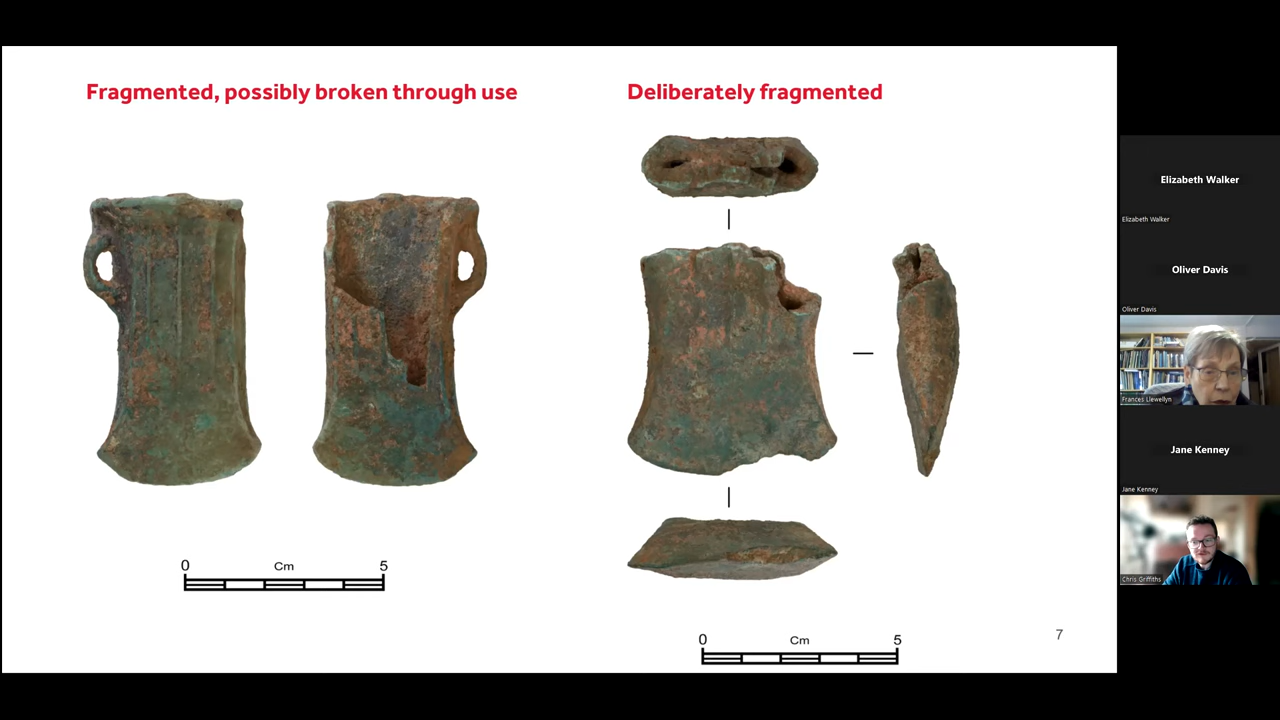 Fragmented, possibly broken through use
Deliberately fragmented
0 Cm 5
0 Cm 5
7
Elizabeth Walker
Elizabeth Walker
Oliver Davis
Oliver Davis
Frances Llewellyn
Jane Kenney
Jane Kenney
Chris Griffiths